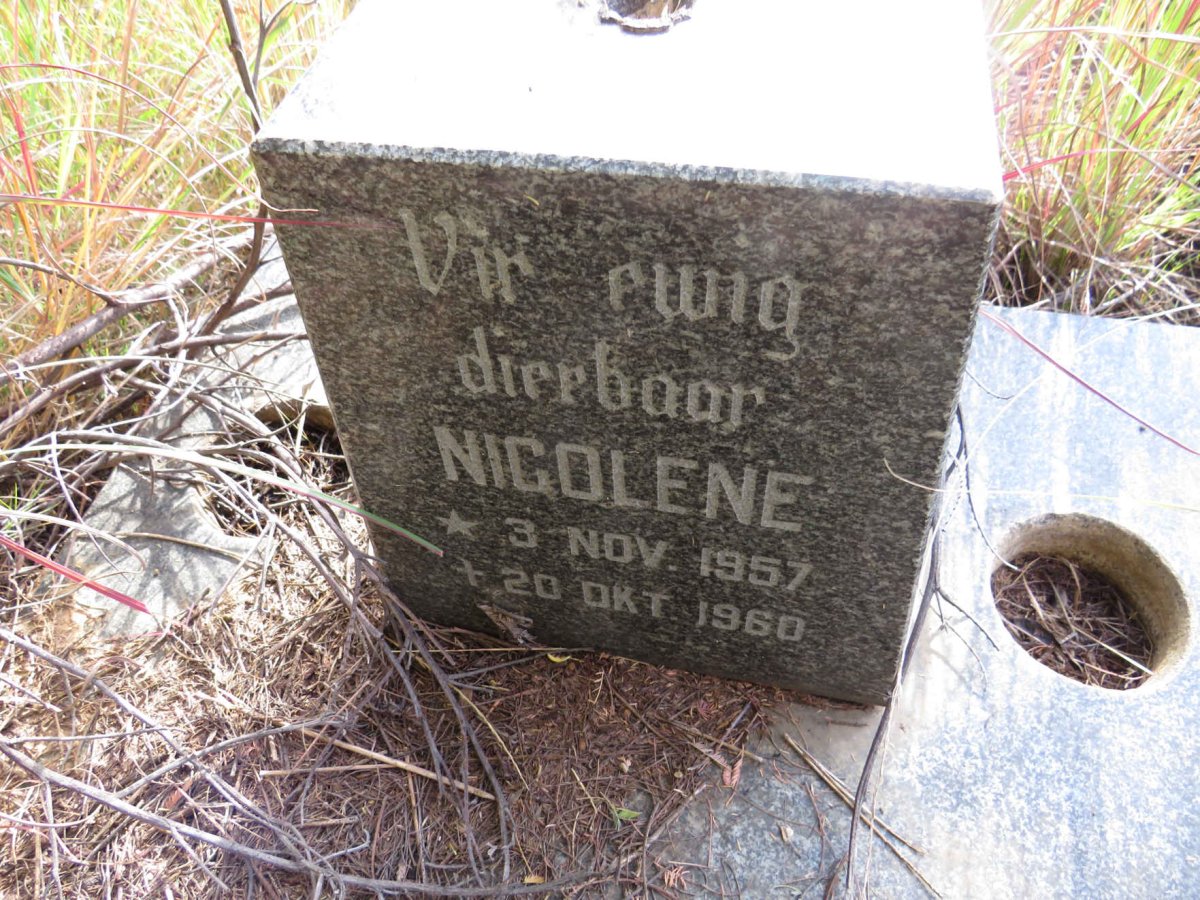 Vir ewig
dierbaar
NICOLENE
★ 3 NOV. 1957
+ 20 OKT 1960